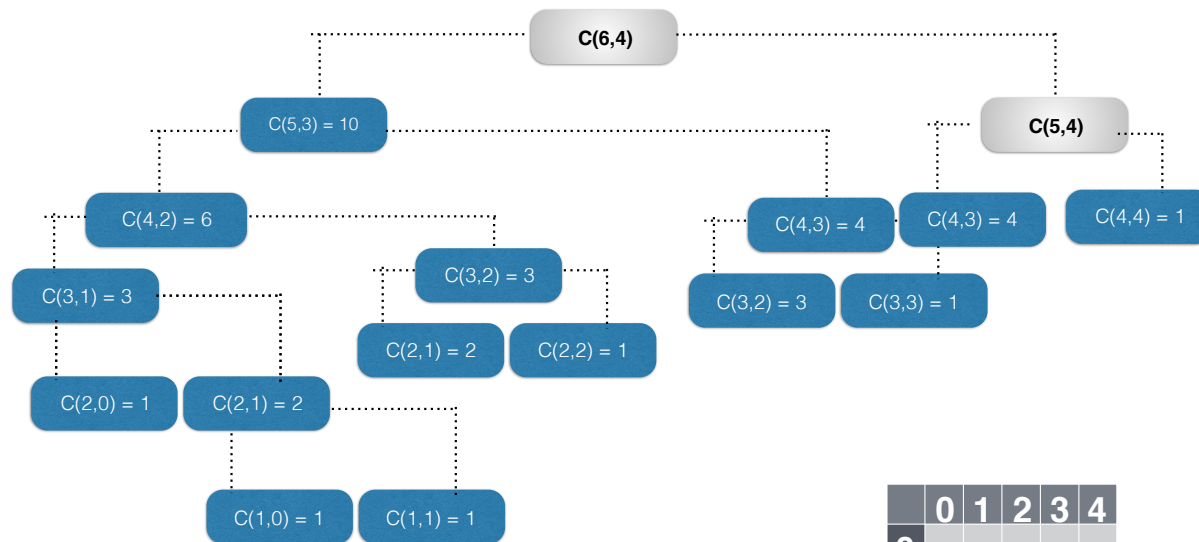 C(6,4)
C(5,3) = 10
C(5,4)
C(4,2) = 6
C(4,3) = 4
C(4,3) = 4
C(4,4) = 1
C(3,1) = 3
C(3,2) = 3
C(3,2) = 3
C(3,3) = 1
C(2,1) = 2
C(2,2) = 1
C(2,0) = 1
C(2,1) = 2
C(1,0) = 1
C(1,1) = 1
0 1 2 3 4